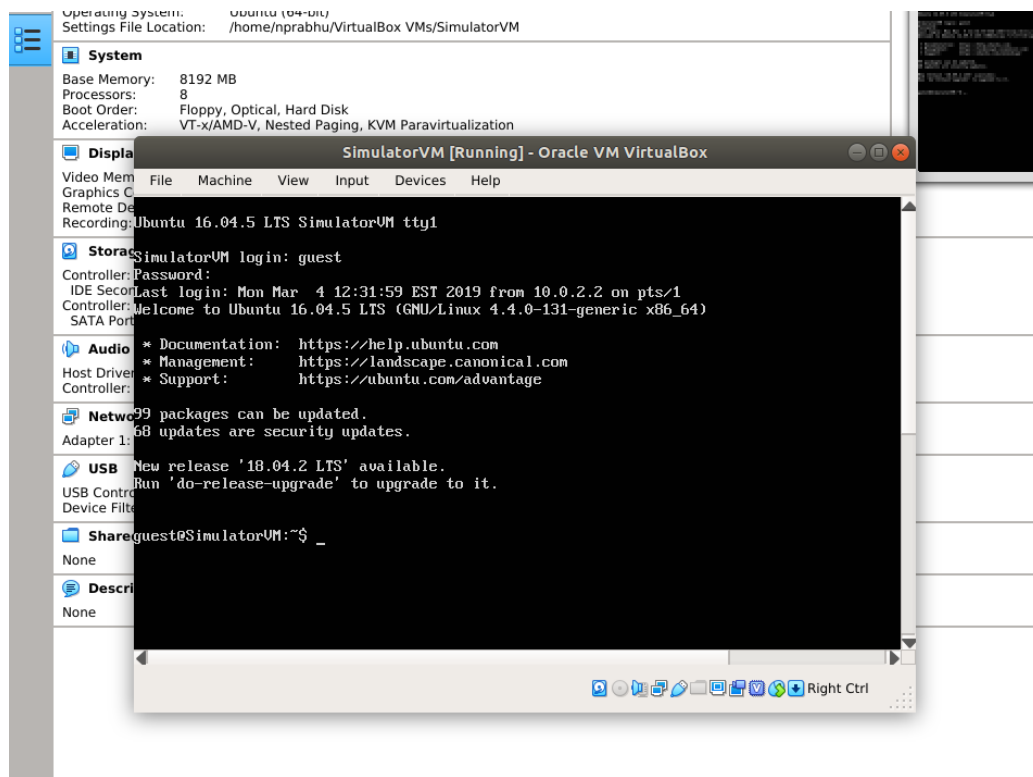 Operating System: Ubuntu (64-bit)
Settings File Location: /home/nprabhu/VirtualBox VMs/SimulatorVM
System
Base Memory: 8192 MB
Processors: 8
Boot Order: Floppy, Optical, Hard Disk
Acceleration: VT-x/AMD-V, Nested Paging, KVM Paravirtualization
Displa
Video Mem
Graphics C
Remote De
Recording:
Storag
Controller:
IDE Secon
Controller:
SATA Port
Audio
Host Driver
Controller:
Netwo
Adapter 1:
USB
USB Contro
Device Filte
Share
None
Descri
None
SimulatorVM [Running] - Oracle VM VirtualBox
File Machine View Input Devices Help
Ubuntu 16.04.5 LTS SimulatorVM tty1
SimulatorVM login: guest
Password:
Last login: Mon Mar 4 12:31:59 EST 2019 from 10.0.2.2 on pts/1
Welcome to Ubuntu 16.04.5 LTS (GNU/Linux 4.4.0-131-generic x86_64)
* Documentation: https://help.ubuntu.com
* Management: https://landscape.canonical.com
* Support: https://ubuntu.com/advantage
99 packages can be updated.
68 updates are security updates.
New release '18.04.2 LTS' available.
Run 'do-release-upgrade' to upgrade to it.
guest@SimulatorVM:~$ _
Right Ctrl